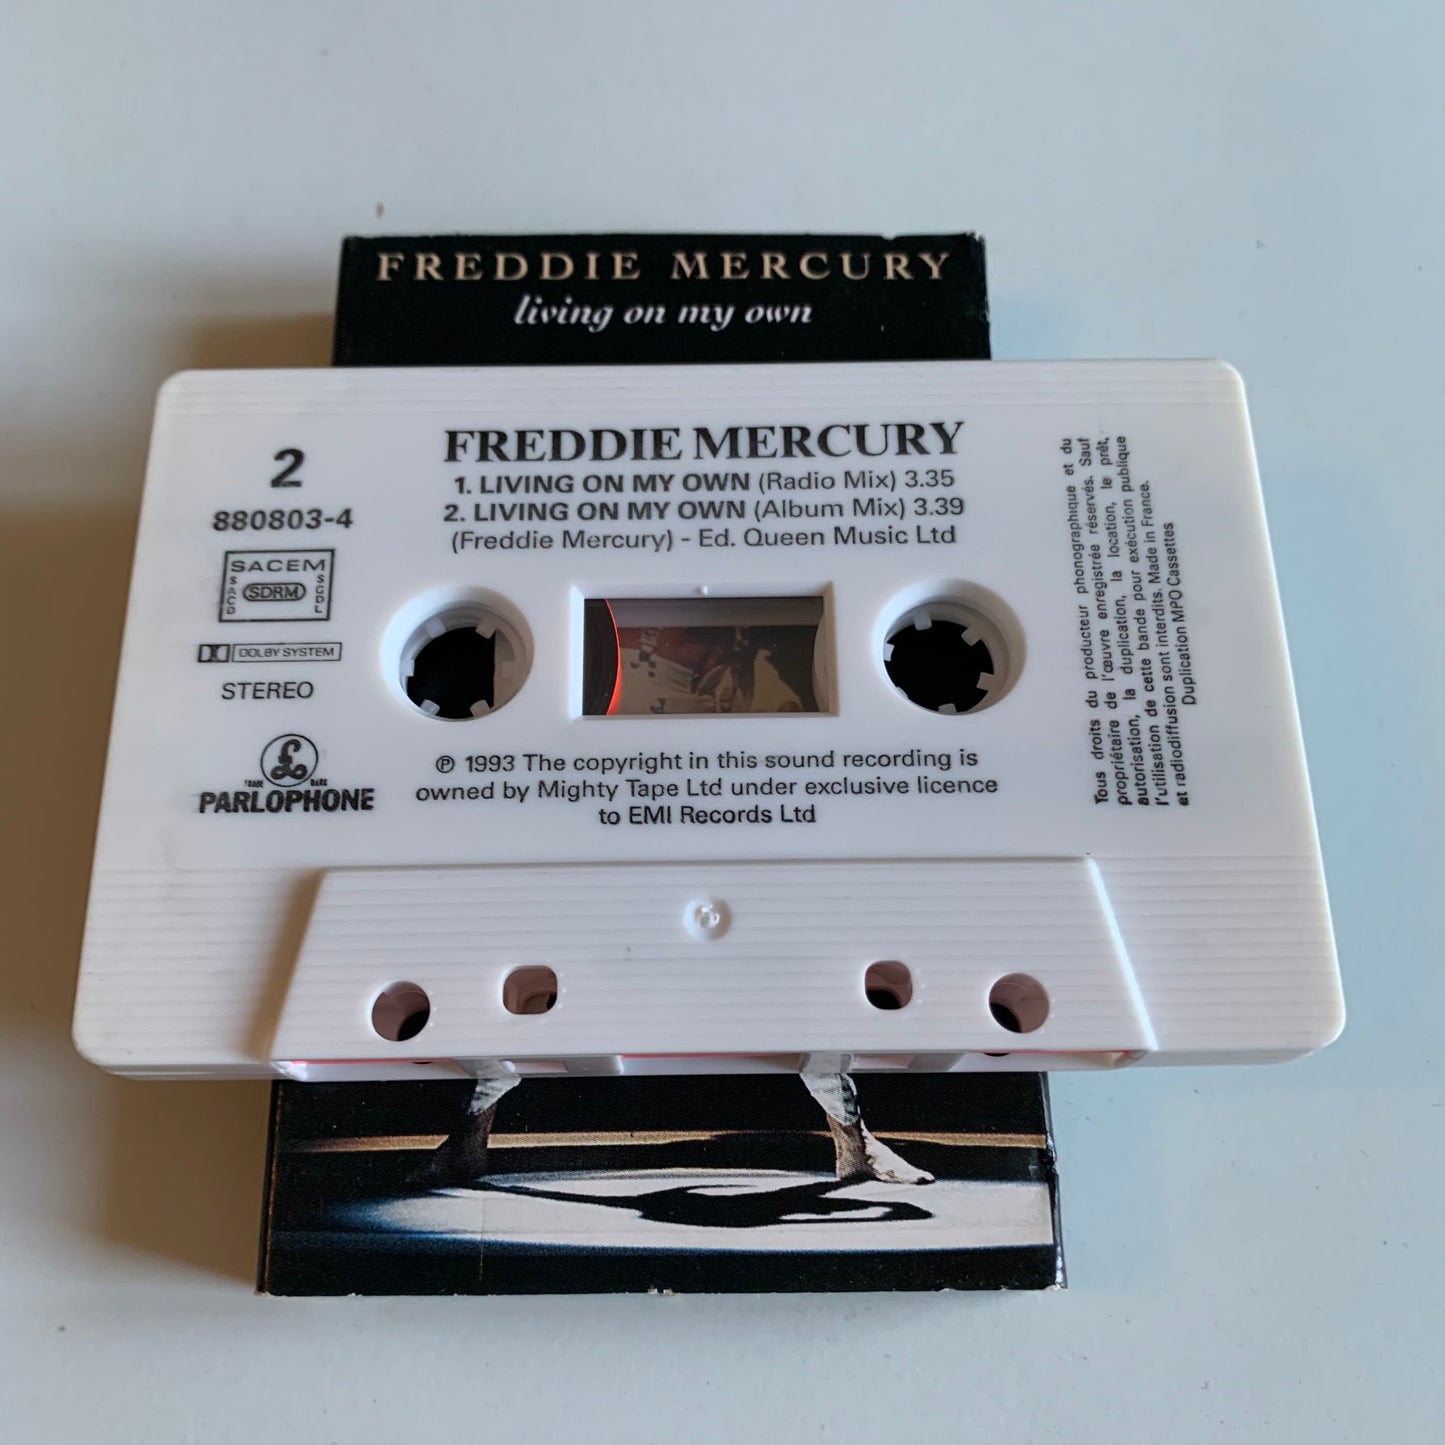 FREDDIE MERCURY
living on my own
2
880803-4
SACEM
SACD
SDRM
SGDL
DOLBY SYSTEM
STEREO
£
TRADE MARK
PARLOPHONE
FREDDIE MERCURY
1. LIVING ON MY OWN (Radio Mix) 3.35
2. LIVING ON MY OWN (Album Mix) 3.39
(Freddie Mercury) - Ed. Queen Music Ltd
℗ 1993 The copyright in this sound recording is
owned by Mighty Tape Ltd under exclusive licence
to EMI Records Ltd
Tous droits du producteur phonographique et du
propriétaire de l'œuvre enregistrée réservés. Sauf
autorisation, la duplication, la location, le prêt,
l'utilisation de cette bande pour exécution publique
et radiodiffusion sont interdits. Made in France.
Duplication MPO Cassettes